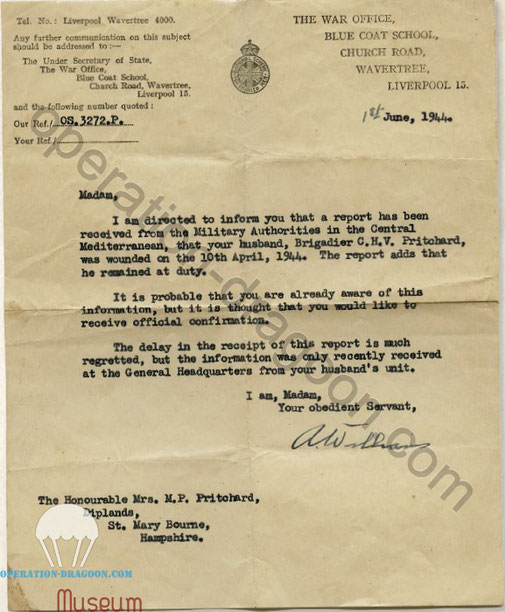 Tel. No.: Liverpool Wavertree 4000.
Any further communication on this subject
should be addressed to:—
The Under Secretary of State,
The War Office,
Blue Coat School,
Church Road, Wavertree,
Liverpool 15.
and the following number quoted:
Our Ref./ OS.3272.P.
Your Ref./
THE WAR OFFICE,
BLUE COAT SCHOOL,
CHURCH ROAD,
WAVERTREE,
LIVERPOOL 15.
1st June, 1944.
Madam,
I am directed to inform you that a report has been
received from the Military Authorities in the Central
Mediterranean, that your husband, Brigadier C.H.V. Pritchard,
was wounded on the 10th April, 1944. The report adds that
he remained at duty.
It is probable that you are already aware of this
information, but it is thought that you would like to
receive official confirmation.
The delay in the receipt of this report is much
regretted, but the information was only recently received
at the General Headquarters from your husband's unit.
I am, Madam,
Your obedient Servant,
A. Williams
The Honourable Mrs. M.P. Pritchard,
Diplands,
St. Mary Bourne,
Hampshire.
operation-dragoon.com
OPERATION-DRAGOON.COM
Museum